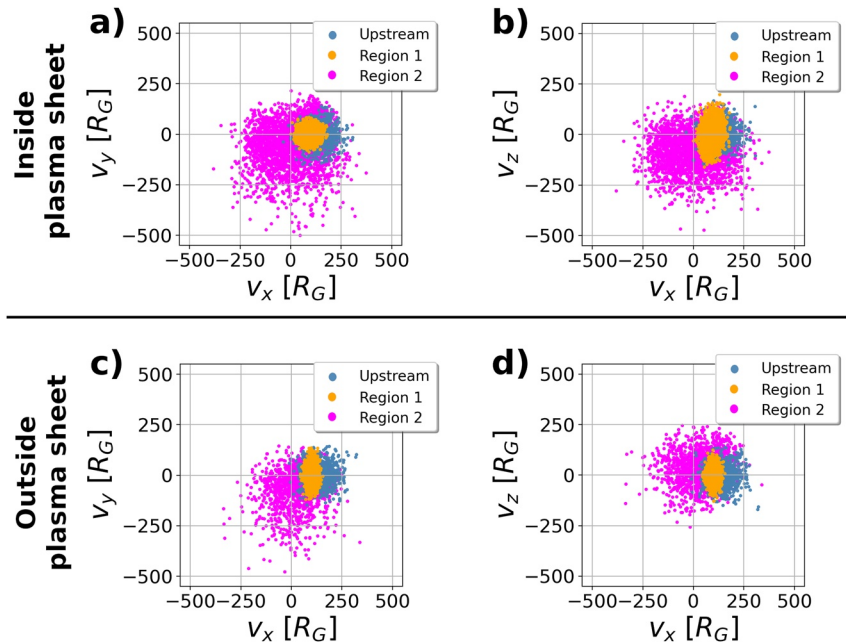 a)
Upstream
Region 1
Region 2
500
250
0
−250
−500
v_y [R_G]
−500−250 0 250 500
v_x [R_G]
b)
Upstream
Region 1
Region 2
500
250
0
−250
−500
v_z [R_G]
−500−250 0 250 500
v_x [R_G]
Inside
plasma sheet
c)
Upstream
Region 1
Region 2
500
250
0
−250
−500
v_y [R_G]
−500−250 0 250 500
v_x [R_G]
d)
Upstream
Region 1
Region 2
500
250
0
−250
−500
v_z [R_G]
−500−250 0 250 500
v_x [R_G]
Outside
plasma sheet